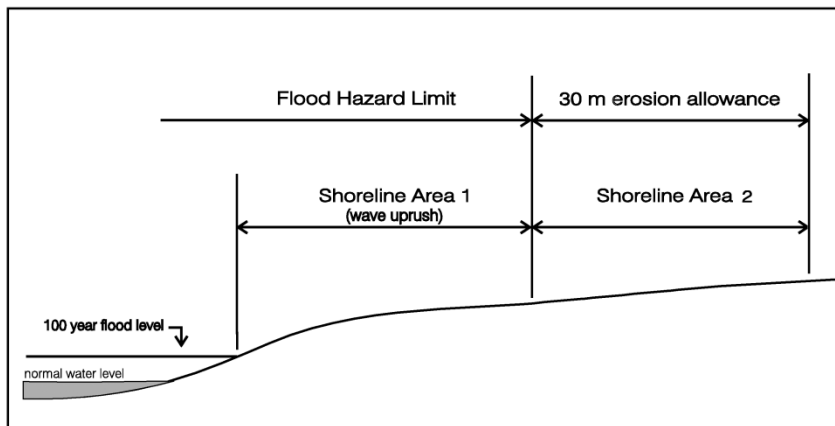 Flood Hazard Limit
30 m erosion allowance
Shoreline Area 1
(wave uprush)
Shoreline Area 2
100 year flood level
normal water level